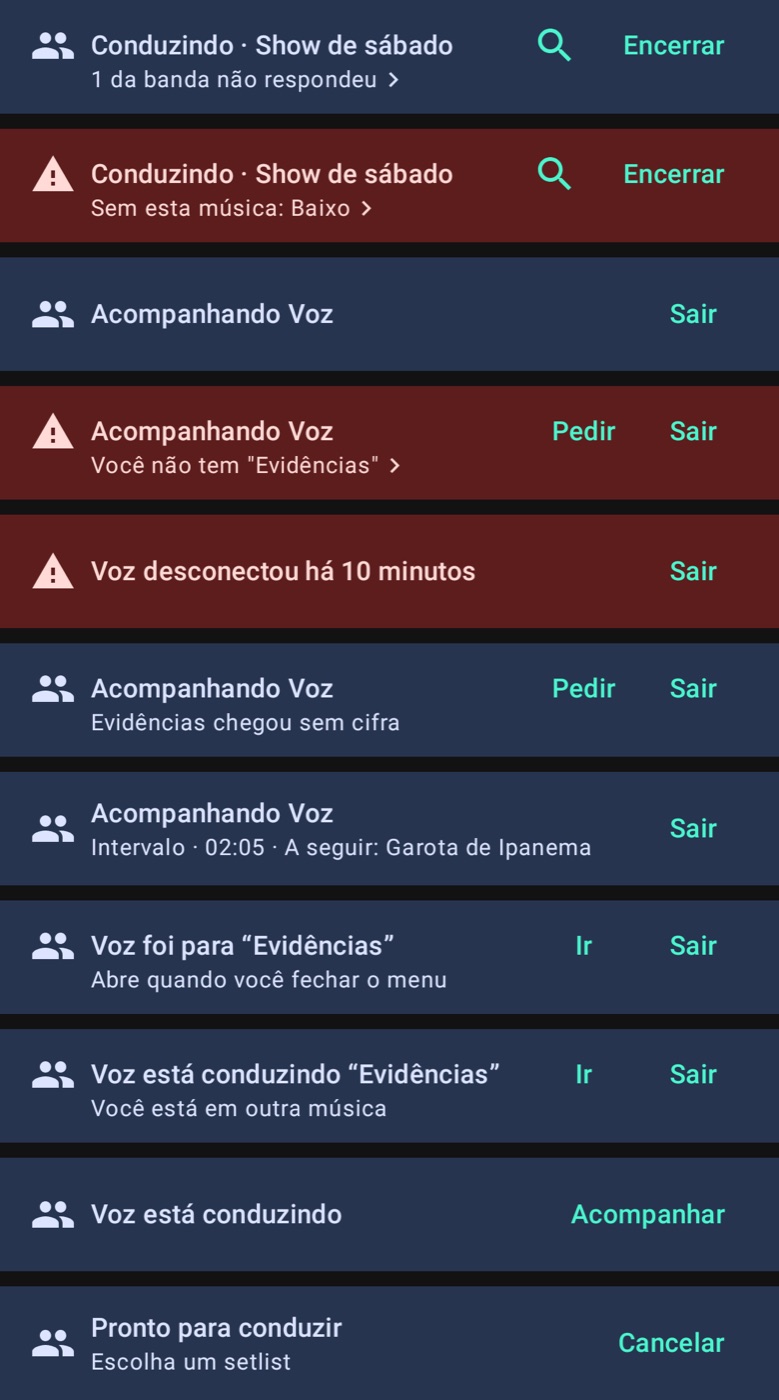 Conduzindo · Show de sábado Encerrar
1 da banda não respondeu
Conduzindo · Show de sábado Encerrar
Sem esta música: Baixo
Acompanhando Voz Sair
Acompanhando Voz Pedir Sair
Você não tem "Evidências"
Voz desconectou há 10 minutos Sair
Acompanhando Voz Pedir Sair
Evidências chegou sem cifra
Acompanhando Voz Sair
Intervalo · 02:05 · A seguir: Garota de Ipanema
Voz foi para “Evidências” Ir Sair
Abre quando você fechar o menu
Voz está conduzindo “Evidências” Ir Sair
Você está em outra música
Voz está conduzindo Acompanhar
Pronto para conduzir Cancelar
Escolha um setlist